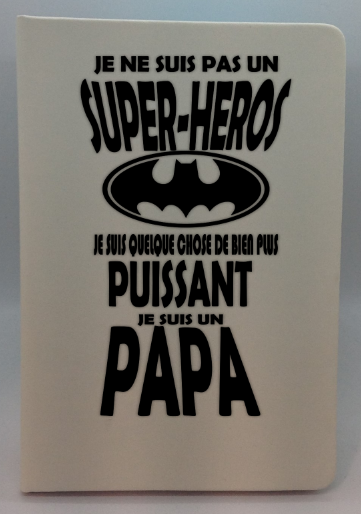 JE NE SUIS PAS UN
SUPER-HEROS
JE SUIS QUELQUE CHOSE DE BIEN PLUS
PUISSANT
JE SUIS UN
PAPA